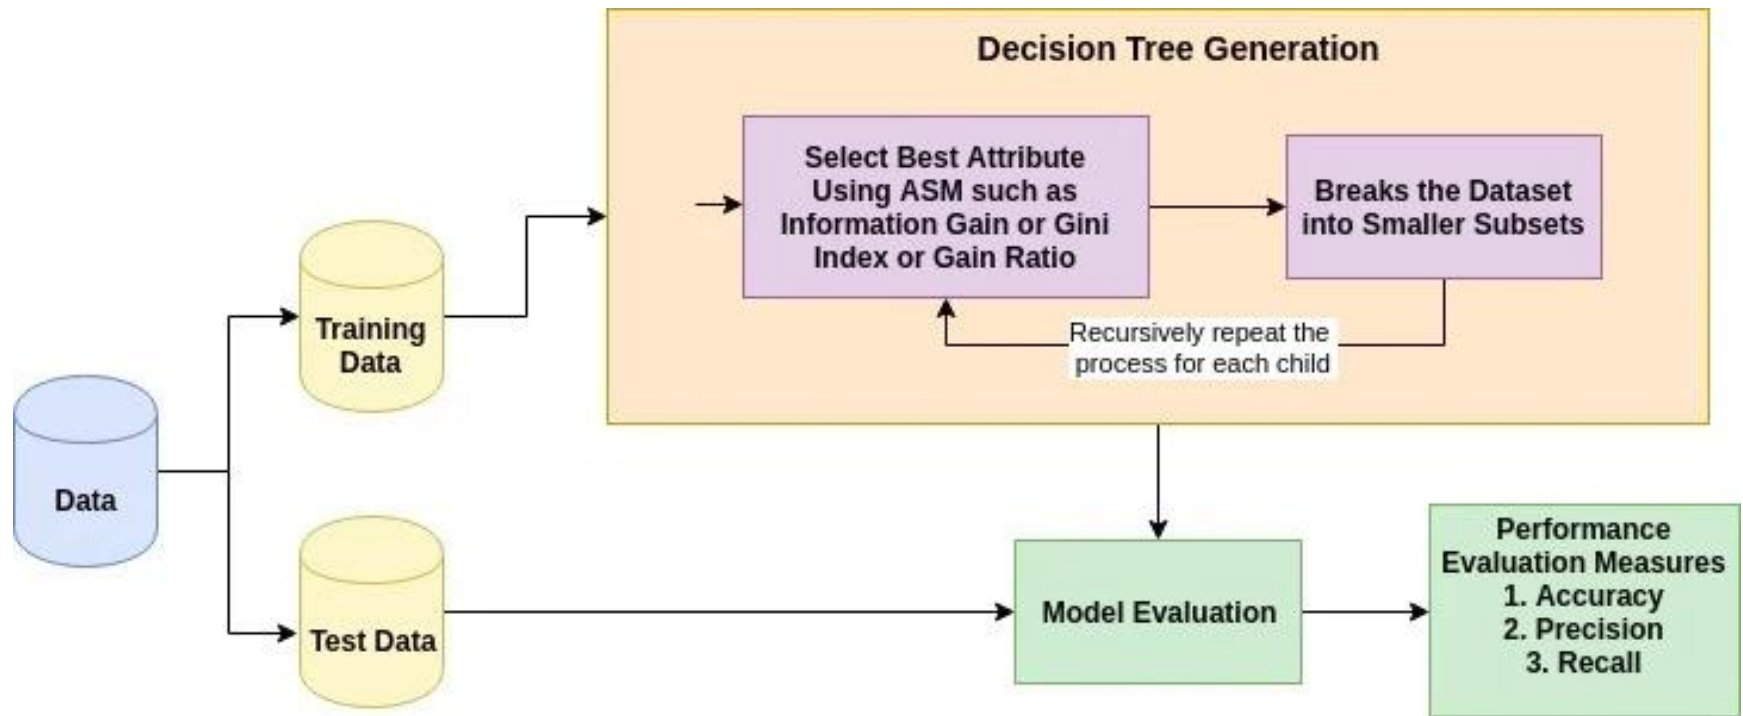 Decision Tree Generation
Select Best Attribute
Using ASM such as
Information Gain or Gini
Index or Gain Ratio
Breaks the Dataset
into Smaller Subsets
Recursively repeat the
process for each child
Training
Data
Data
Test Data
Model Evaluation
Performance
Evaluation Measures
1. Accuracy
2. Precision
3. Recall